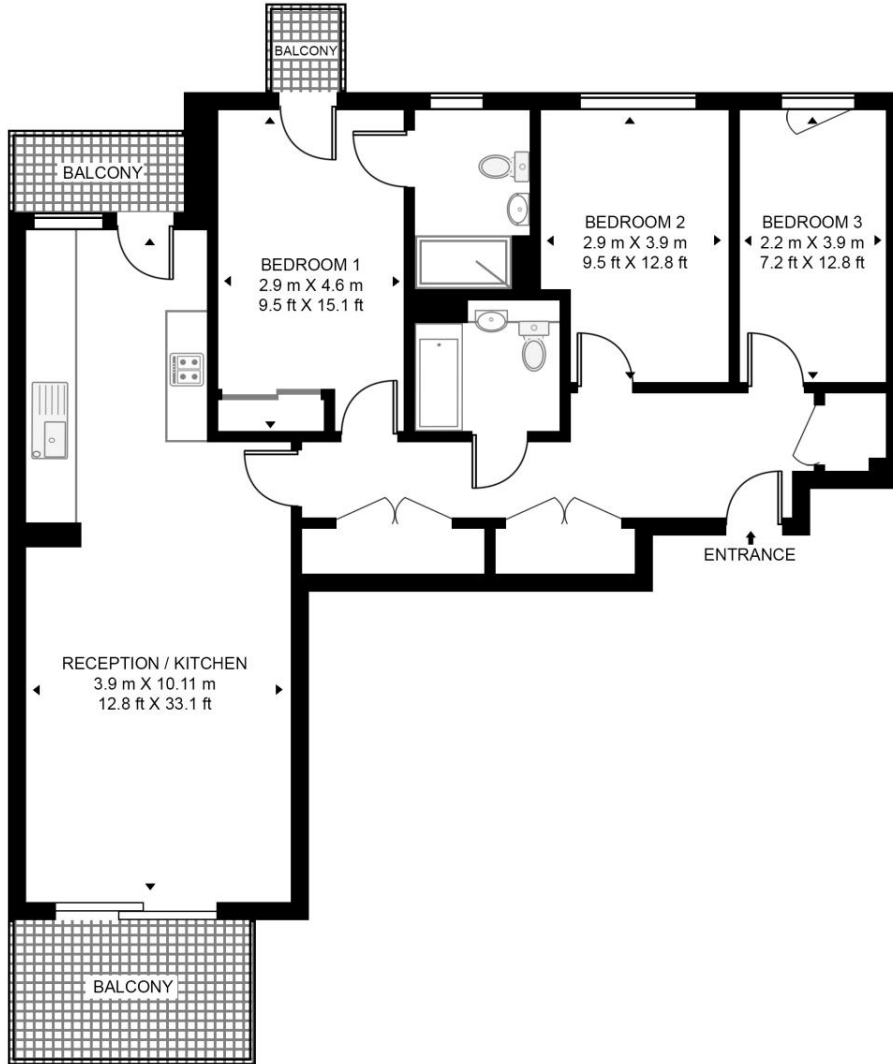 BALCONY
BALCONY
BEDROOM 1
2.9 m X 4.6 m
9.5 ft X 15.1 ft
BEDROOM 2
2.9 m X 3.9 m
9.5 ft X 12.8 ft
BEDROOM 3
2.2 m X 3.9 m
7.2 ft X 12.8 ft
ENTRANCE
RECEPTION / KITCHEN
3.9 m X 10.11 m
12.8 ft X 33.1 ft
BALCONY